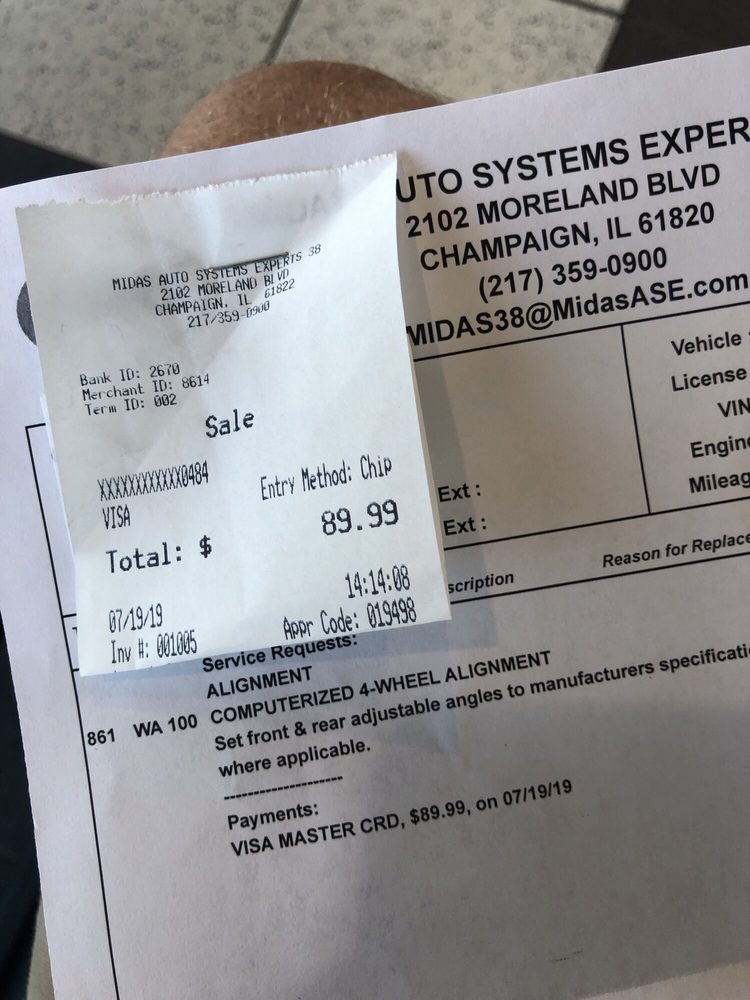 MIDAS AUTO SYSTEMS EXPERTS 38
2102 MORELAND BLVD
CHAMPAIGN, IL 61822
217/359-0900
Bank ID: 2670
Merchant ID: 8614
Term ID: 002
Sale
XXXXXXXXXXXX0484
Entry Method: Chip
VISA
Total: $ 89.99
07/19/19 14:14:08
Inv #: 001005 Appr Code: 019498
UTO SYSTEMS EXPER
2102 MORELAND BLVD
CHAMPAIGN, IL 61820
(217) 359-0900
MIDAS38@MidasASE.com
Vehicle :
License
VIN
Engine
Mileag
Ext :
Ext :
scription Reason for Replace
Service Requests:
ALIGNMENT
861 WA 100 COMPUTERIZED 4-WHEEL ALIGNMENT
Set front & rear adjustable angles to manufacturers specificati
where applicable.
--------------------
Payments:
VISA MASTER CRD, $89.99, on 07/19/19